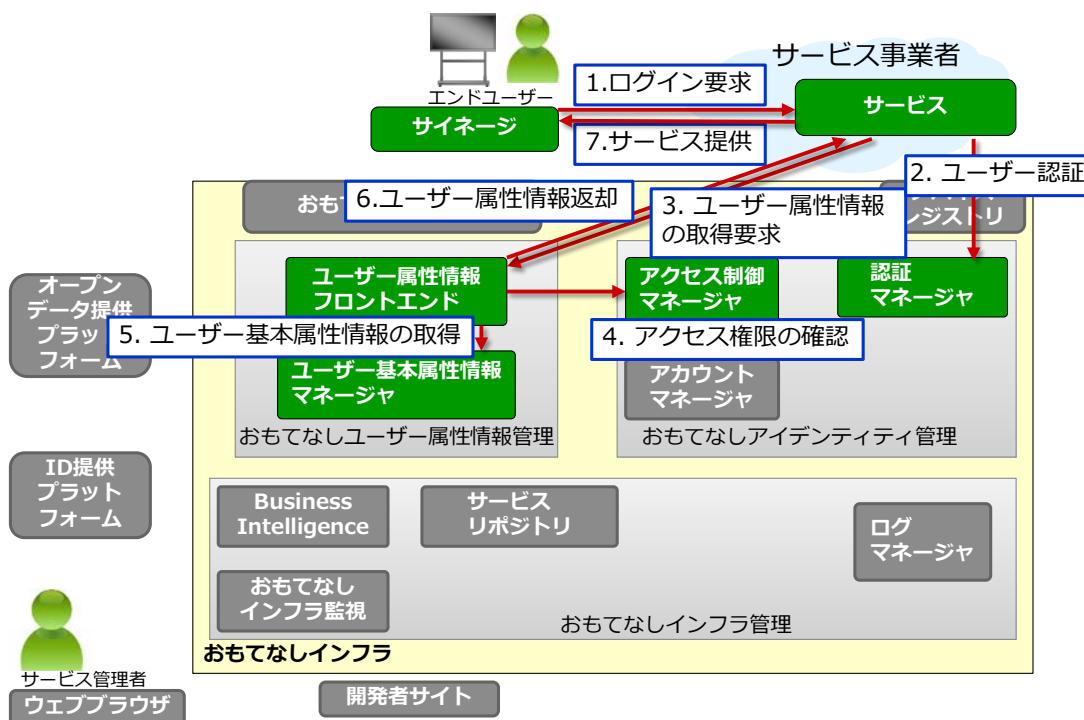 サービス事業者
エンドユーザー
1.ログイン要求
サイネージ
サービス
7.サービス提供
2. ユーザー認証
6.ユーザー属性情報返却
おもて
3. ユーザー属性情報
の取得要求
レジストリ
ユーザー属性情報
フロントエンド
アクセス制御
マネージャ
認証
マネージャ
オープン
データ提供
プラット
フォーム
5. ユーザー基本属性情報の取得
4. アクセス権限の確認
ユーザー基本属性情報
マネージャ
アカウント
マネージャ
おもてなしユーザー属性情報管理
おもてなしアイデンティティ管理
ID提供
プラット
フォーム
Business
Intelligence
サービス
リポジトリ
ログ
マネージャ
おもてなし
インフラ監視
おもてなしインフラ管理
おもてなしインフラ
サービス管理者
ウェブブラウザ
開発者サイト